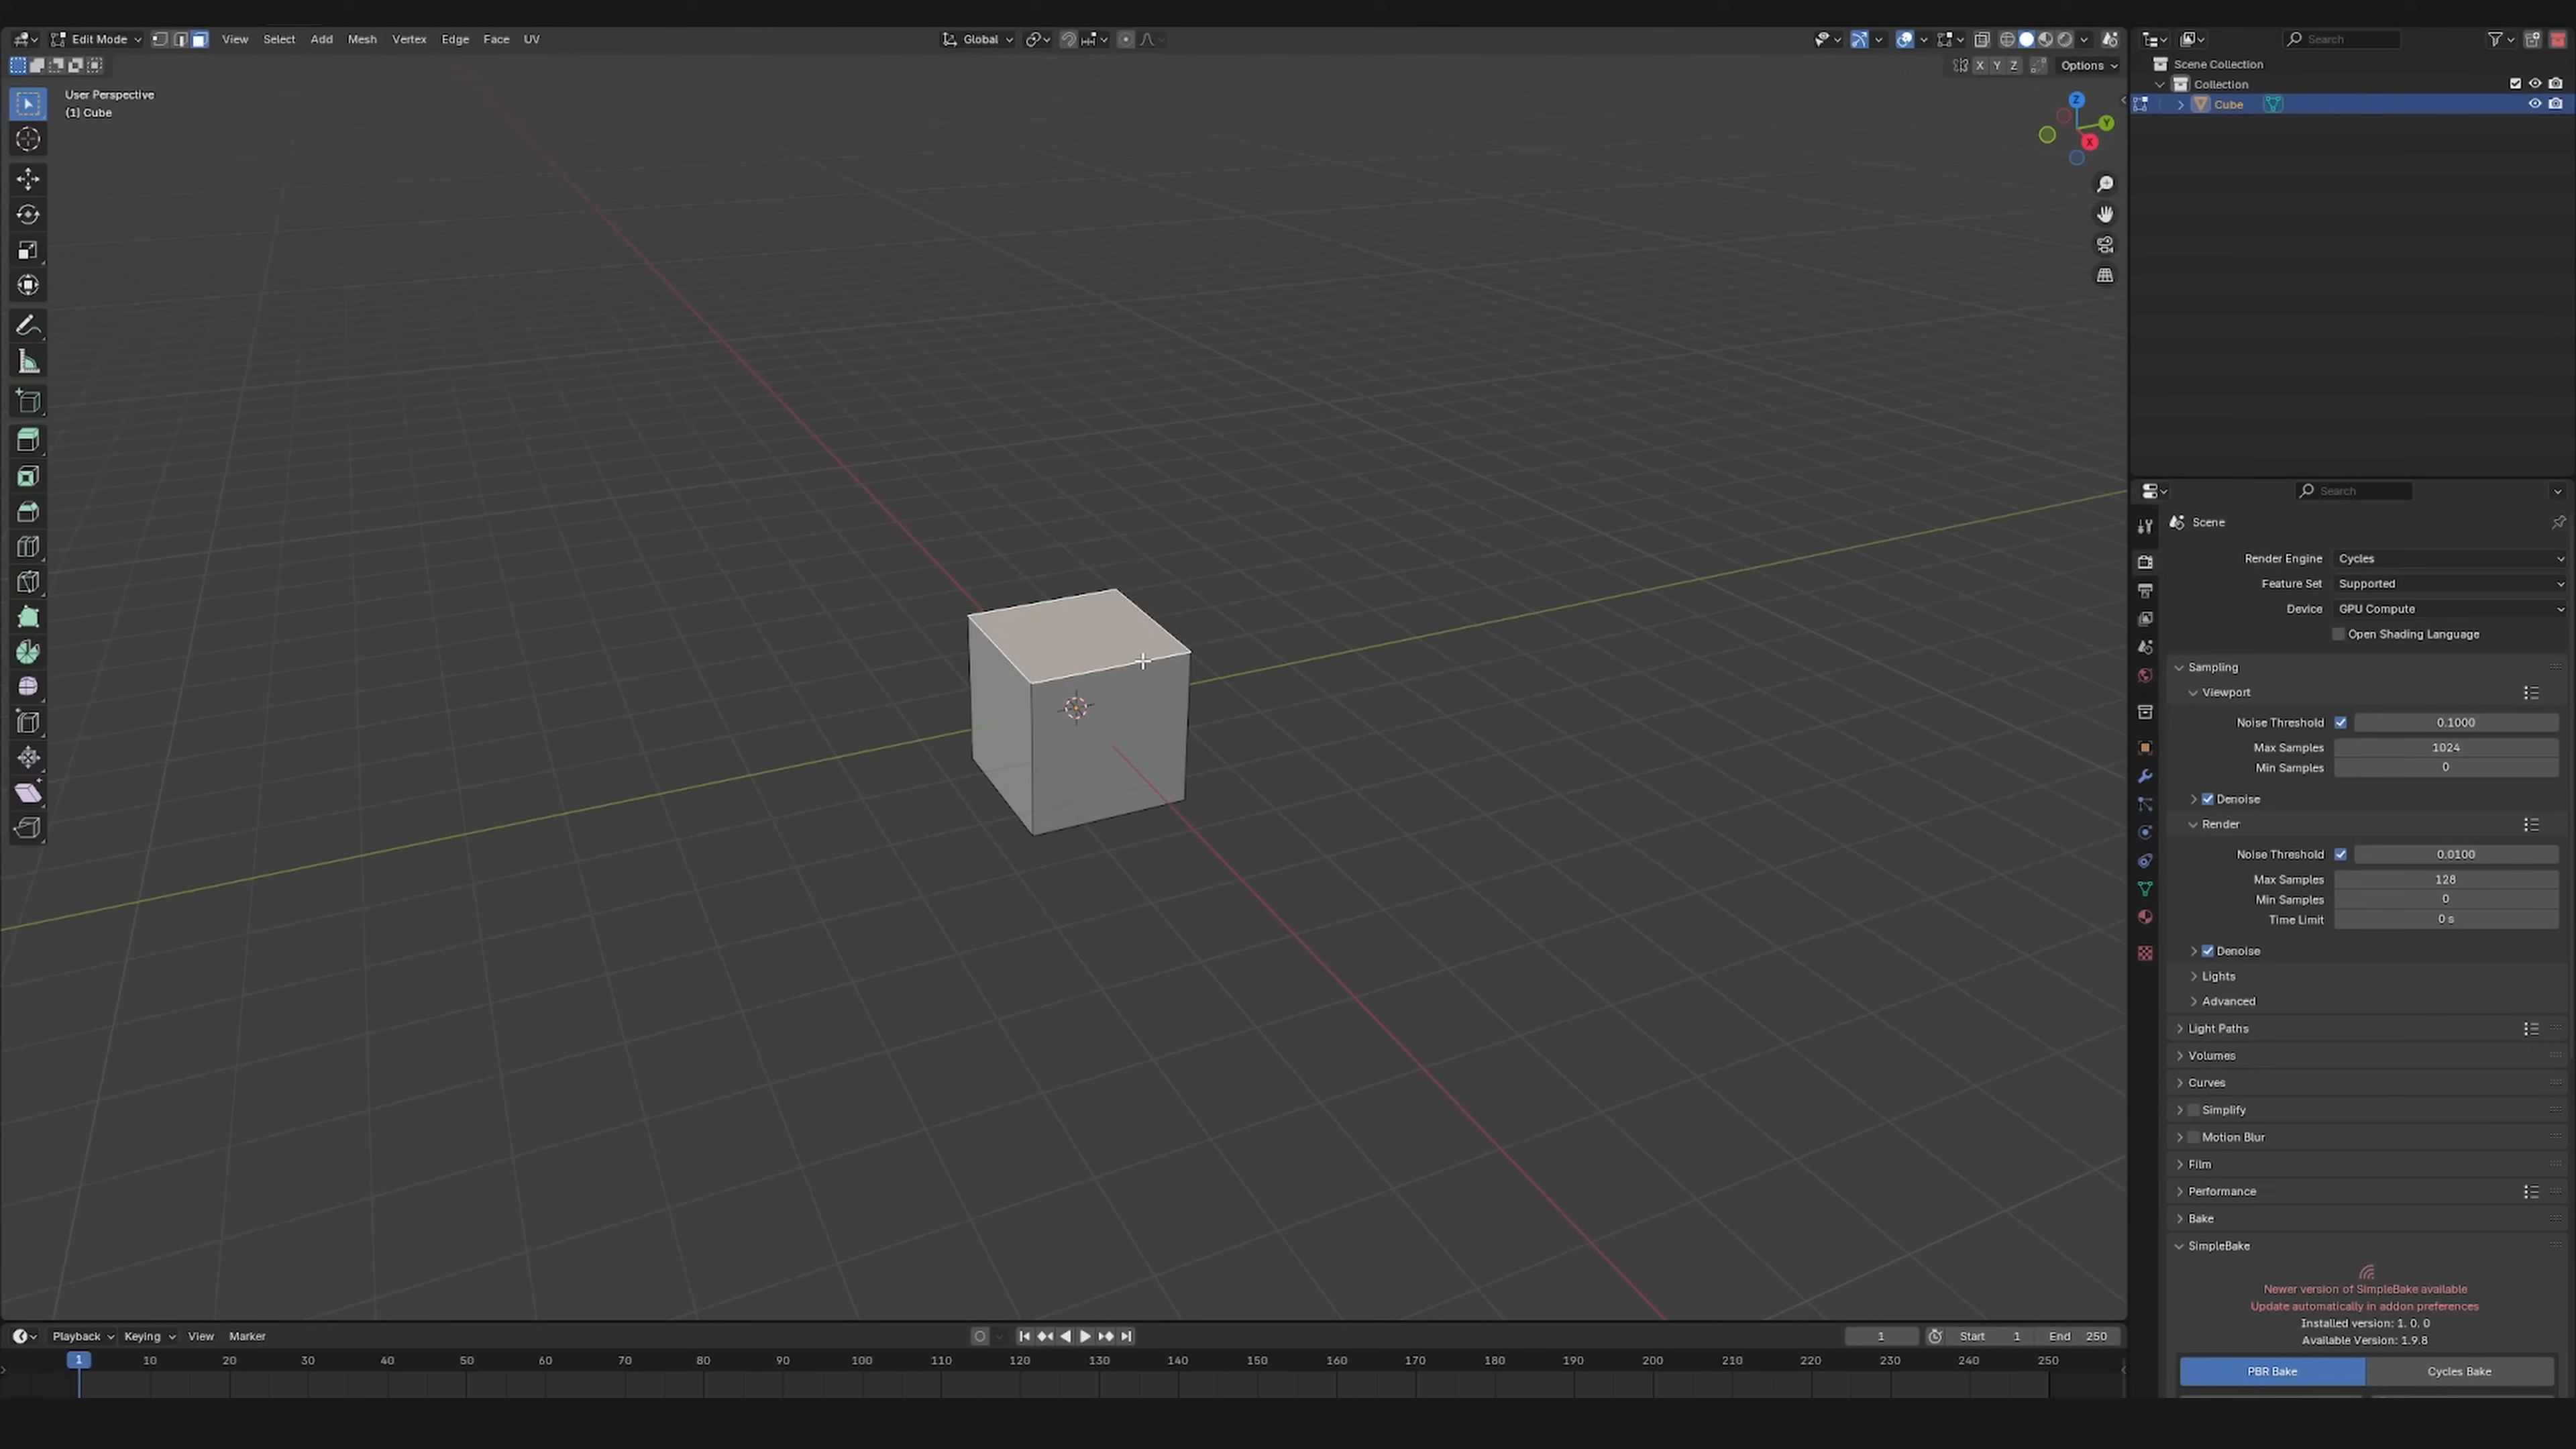 Edit Mode View Select Add Mesh Vertex Edge Face UV Global Search
X Y Z Options
Scene Collection
User Perspective
Collection
(1) Cube
Cube
Z
Y
X
Search
Scene
Render Engine Cycles
Feature Set Supported
Device GPU Compute
Open Shading Language
Sampling
Viewport
Noise Threshold 0.1000
Max Samples 1024
Min Samples 0
Denoise
Render
Noise Threshold 0.0100
Max Samples 128
Min Samples 0
Time Limit 0 s
Denoise
Lights
Advanced
Light Paths
Volumes
Curves
Simplify
Motion Blur
Film
Performance
Bake
SimpleBake
Newer version of SimpleBake available
Update automatically in addon preferences
Installed version: 1. 0. 0
Available Version: 1.9.8
PBR Bake Cycles Bake
Playback Keying View Marker 1 Start 1 End 250
1 10 20 30 40 50 60 70 80 90 100 110 120 130 140 150 160 170 180 190 200 210 220 230 240 250